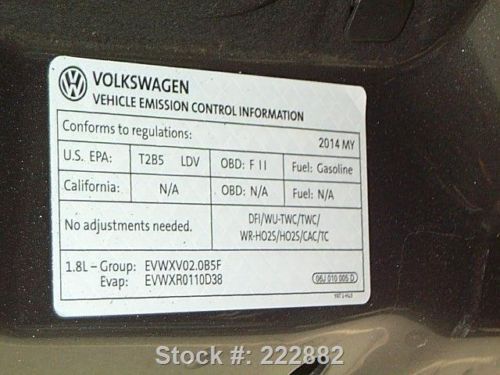 VOLKSWAGEN
VEHICLE EMISSION CONTROL INFORMATION
Conforms to regulations: 2014 MY
U.S. EPA: T2B5 LDV OBD: F II Fuel: Gasoline
California: N/A OBD: N/A Fuel: N/A
No adjustments needed. DFI/WU-TWC/TWC/
WR-HO2S/HO2S/CAC/TC
1.8L – Group: EVWXV02.0B5F
Evap: EVWXR0110D38
06J 010 005 D
Stock #: 222882